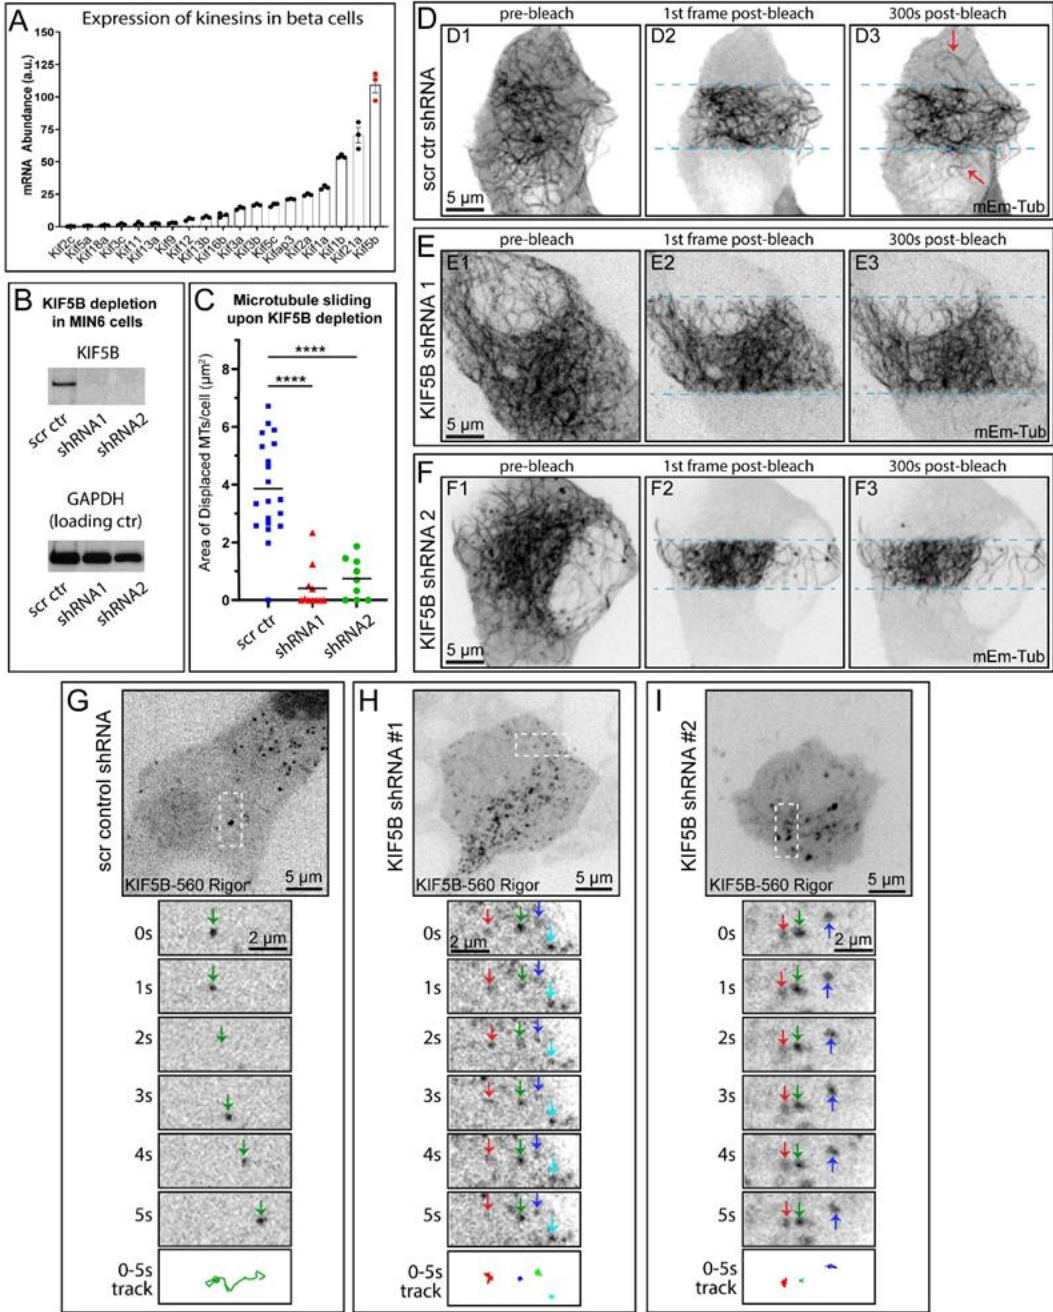 A
Expression of kinesins in beta cells
mRNA Abundance (a.u.)
150
125
100
75
50
25
0
Kif2c
Kif5a
Kif18a
Kif3c
Kif11
Kif13a
Kif9
Kif212
Kif13b
Kif16b
Kif3a
Kif3b
Kif5c
Kifap3
Kif2a
Kif1a
Kif1b
Kif21a
Kif5b
B
KIF5B depletion
in MIN6 cells
KIF5B
scr ctr
shRNA1
shRNA2
GAPDH
(loading ctr)
scr ctr
shRNA1
shRNA2
C
Microtubule sliding
upon KIF5B depletion
Area of Displaced MTs/cell (µm²)
8
6
4
2
0
****
****
scr ctr
shRNA1
shRNA2
D
scr ctr shRNA
pre-bleach
1st frame post-bleach
300s post-bleach
D1
D2
D3
5 µm
mEm-Tub
E
KIF5B shRNA 1
pre-bleach
1st frame post-bleach
300s post-bleach
E1
E2
E3
5 µm
mEm-Tub
F
KIF5B shRNA 2
pre-bleach
1st frame post-bleach
300s post-bleach
F1
F2
F3
5 µm
mEm-Tub
G
scr control shRNA
KIF5B-560 Rigor
5 µm
0s
2 µm
1s
2s
3s
4s
5s
0-5s
track
H
KIF5B shRNA #1
KIF5B-560 Rigor
5 µm
0s
2 µm
1s
2s
3s
4s
5s
0-5s
track
I
KIF5B shRNA #2
KIF5B-560 Rigor
5 µm
0s
2 µm
1s
2s
3s
4s
5s
0-5s
track